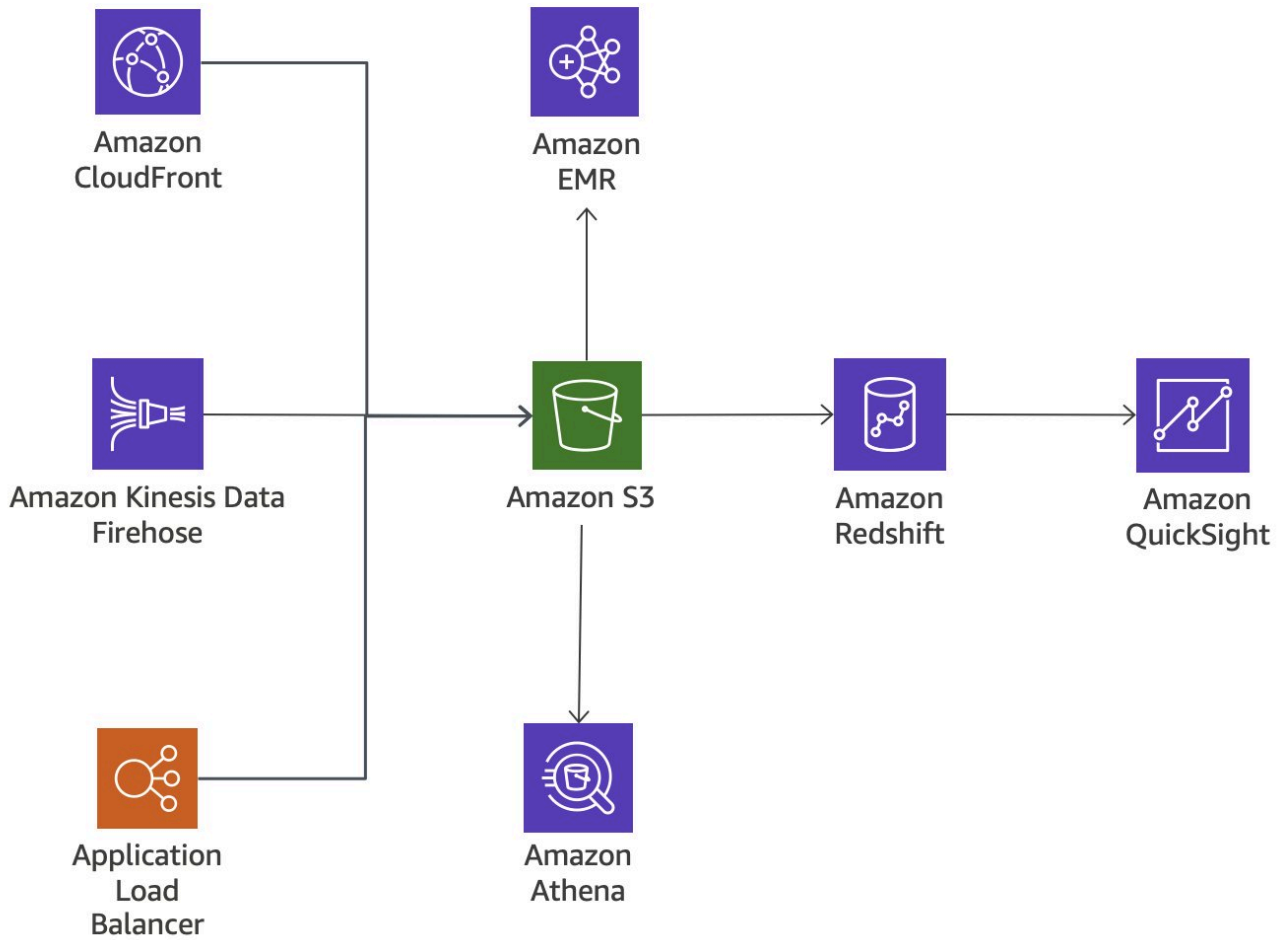 Amazon
CloudFront
Amazon
EMR
Amazon Kinesis Data
Firehose
Amazon S3
Amazon
Redshift
Amazon
QuickSight
Application
Load
Balancer
Amazon
Athena